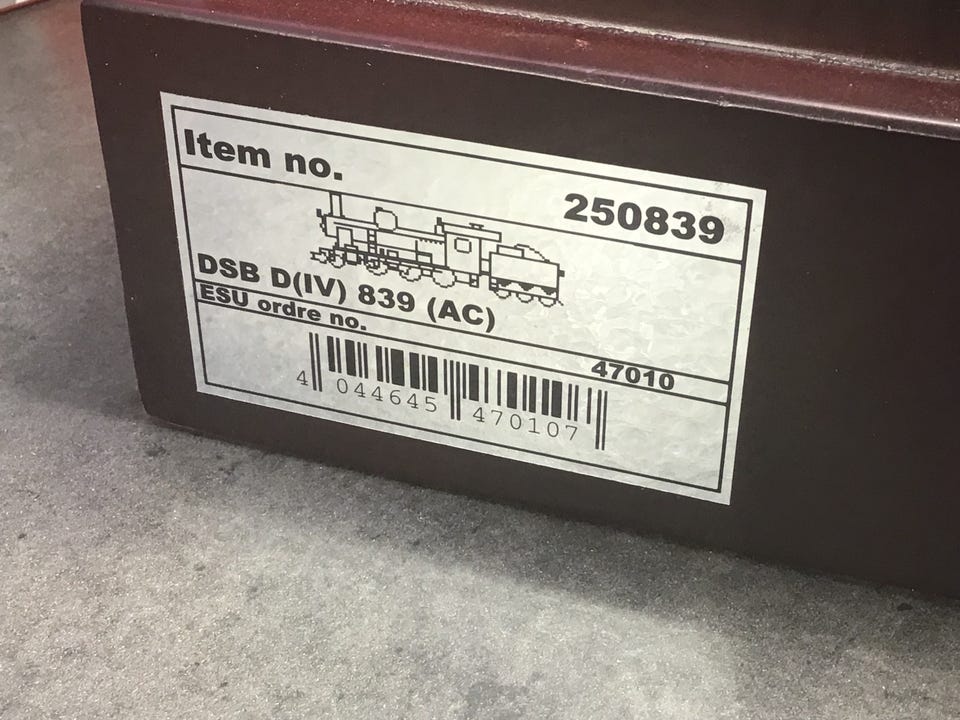 Item no.
250839
DSB D(IV) 839 (AC)
ESU ordre no.
47010
4 044645 470107